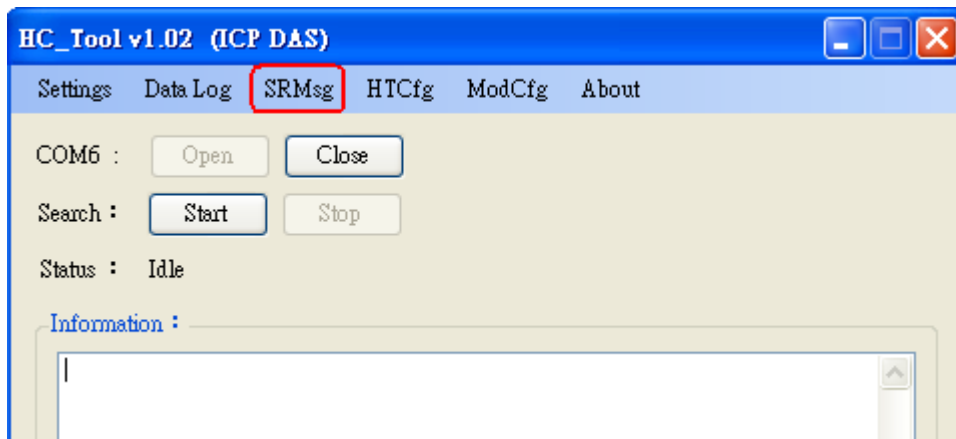 HC_Tool v1.02 (ICP DAS)
Settings Data Log SRMsg HTCfg ModCfg About
COM6 : Open Close
Search : Start Stop
Status : Idle
Information :